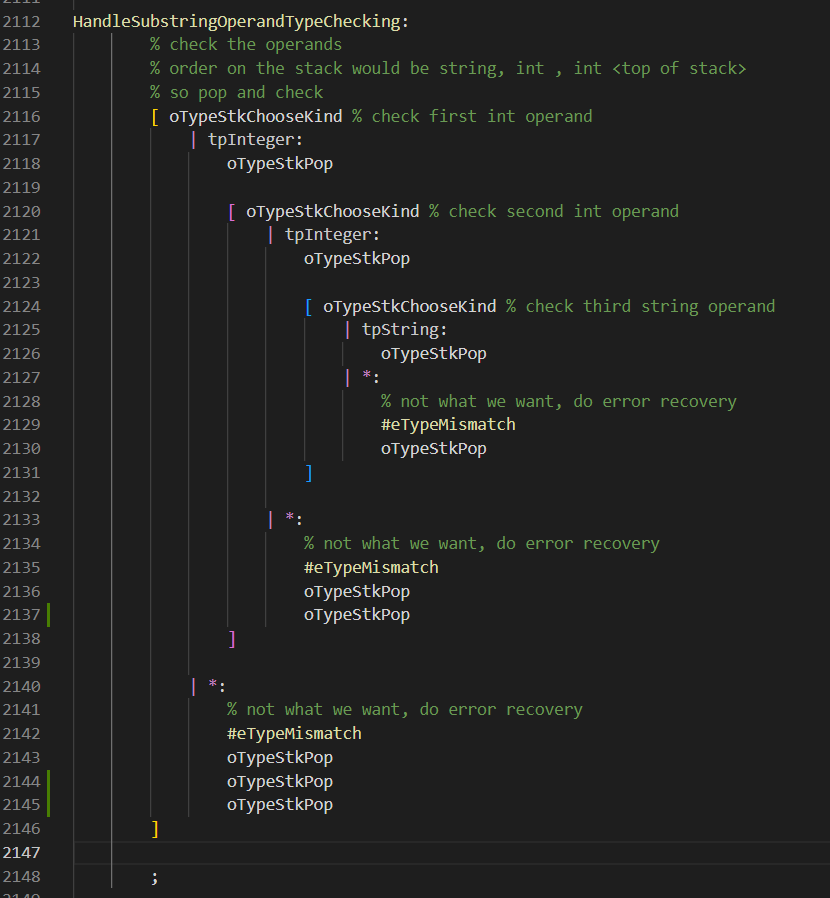 2112 HandleSubstringOperandTypeChecking:
2113 % check the operands
2114 % order on the stack would be string, int , int <top of stack>
2115 % so pop and check
2116 [ oTypeStkChooseKind % check first int operand
2117 | tpInteger:
2118 oTypeStkPop
2119
2120 [ oTypeStkChooseKind % check second int operand
2121 | tpInteger:
2122 oTypeStkPop
2123
2124 [ oTypeStkChooseKind % check third string operand
2125 | tpString:
2126 oTypeStkPop
2127 | *:
2128 % not what we want, do error recovery
2129 #eTypeMismatch
2130 oTypeStkPop
2131 ]
2132
2133 | *:
2134 % not what we want, do error recovery
2135 #eTypeMismatch
2136 oTypeStkPop
2137 oTypeStkPop
2138 ]
2139
2140 | *:
2141 % not what we want, do error recovery
2142 #eTypeMismatch
2143 oTypeStkPop
2144 oTypeStkPop
2145 oTypeStkPop
2146 ]
2147
2148 ;